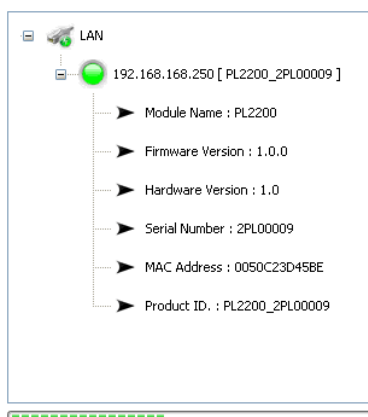 LAN
192.168.168.250 [ PL2200_2PL00009 ]
Module Name : PL2200
Firmware Version : 1.0.0
Hardware Version : 1.0
Serial Number : 2PL00009
MAC Address : 0050C23D45BE
Product ID. : PL2200_2PL00009